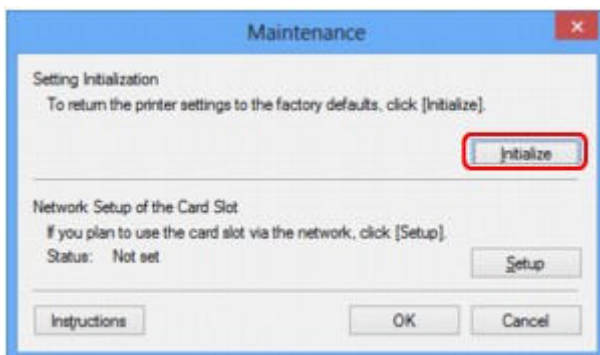 Maintenance
Setting Initialization
To return the printer settings to the factory defaults, click [Initialize].
Initialize
Network Setup of the Card Slot
If you plan to use the card slot via the network, click [Setup].
Status: Not set
Setup
Instructions OK Cancel